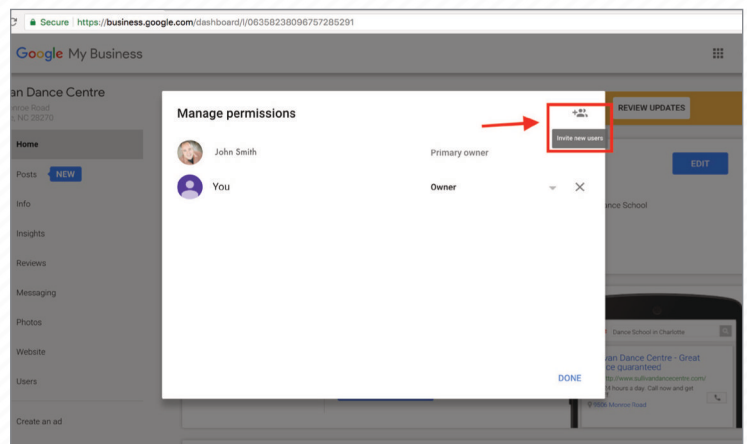 Secure | https://business.google.com/dashboard/l/06358238096757285291
Google My Business
an Dance Centre
nroe Road
, NC 28270
Home
Posts NEW
Info
Insights
Reviews
Messaging
Photos
Website
Users
Create an ad
Manage permissions
Invite new users
John Smith Primary owner
You Owner
DONE
REVIEW UPDATES
EDIT
ance School
Dance School in Charlotte
van Dance Centre - Great
ce guaranteed
http://www.sullivandancecentre.com/
4 hours a day. Call now and get
Monroe Road